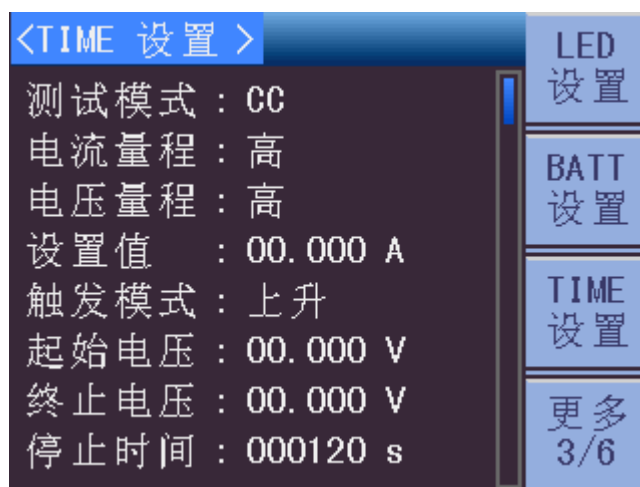 <TIME 设置 >
测试模式 : CC
电流量程 : 高
电压量程 : 高
设置值 : 00.000 A
触发模式 : 上升
起始电压 : 00.000 V
终止电压 : 00.000 V
停止时间 : 000120 s
LED
设置
BATT
设置
TIME
设置
更多
3/6